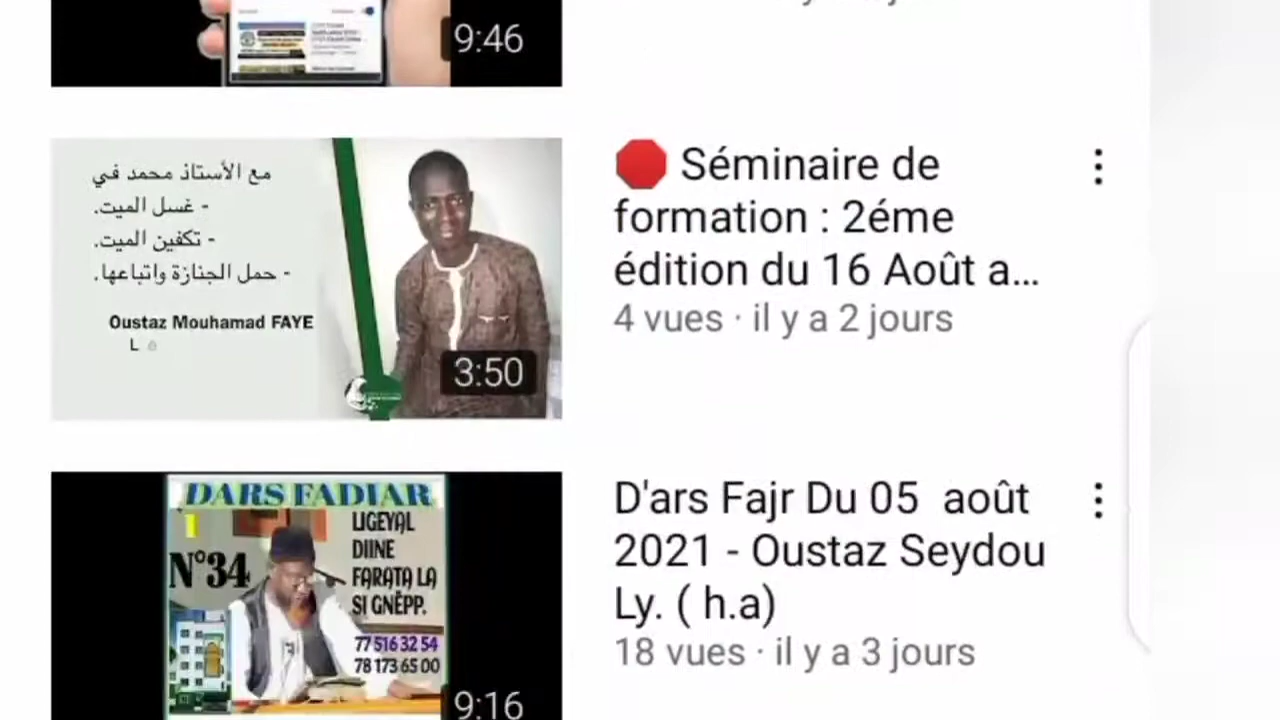 9:46
مع الأستاذ محمد في
- غسل الميت.
- تكفين الميت.
- حمل الجنازة واتباعها.
Oustaz Mouhamad FAYE
L
3:50
🛑 Séminaire de
formation : 2éme
édition du 16 Août a...
4 vues · il y a 2 jours
DARS FADIAR
1
N°34
LIGEYAL
DIINE
FARATA LA
SI GNËPP.
77 516 32 54
78 173 65 00
9:16
D'ars Fajr Du 05 août
2021 - Oustaz Seydou
Ly. ( h.a)
18 vues · il y a 3 jours